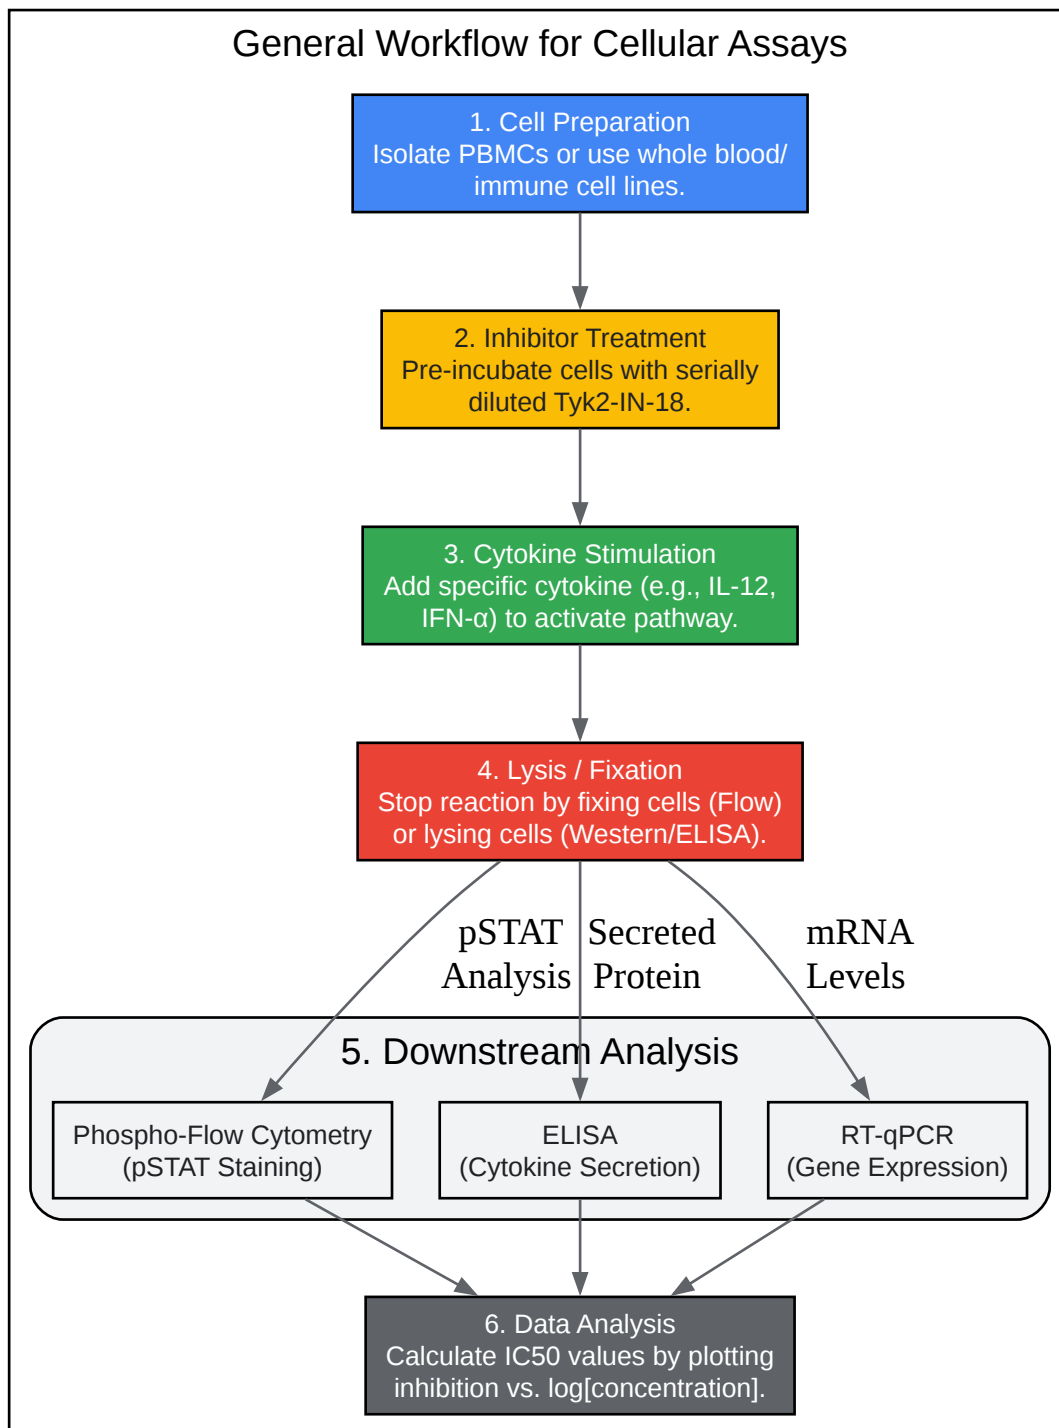 General Workflow for Cellular Assays
1. Cell Preparation
Isolate PBMCs or use whole blood/
immune cell lines.
2. Inhibitor Treatment
Pre-incubate cells with serially
diluted Tyk2-IN-18.
3. Cytokine Stimulation
Add specific cytokine (e.g., IL-12,
IFN-α) to activate pathway.
4. Lysis / Fixation
Stop reaction by fixing cells (Flow)
or lysing cells (Western/ELISA).
pSTAT
Analysis
Secreted
Protein
mRNA
Levels
5. Downstream Analysis
Phospho-Flow Cytometry
(pSTAT Staining)
ELISA
(Cytokine Secretion)
RT-qPCR
(Gene Expression)
6. Data Analysis
Calculate IC50 values by plotting
inhibition vs. log[concentration].